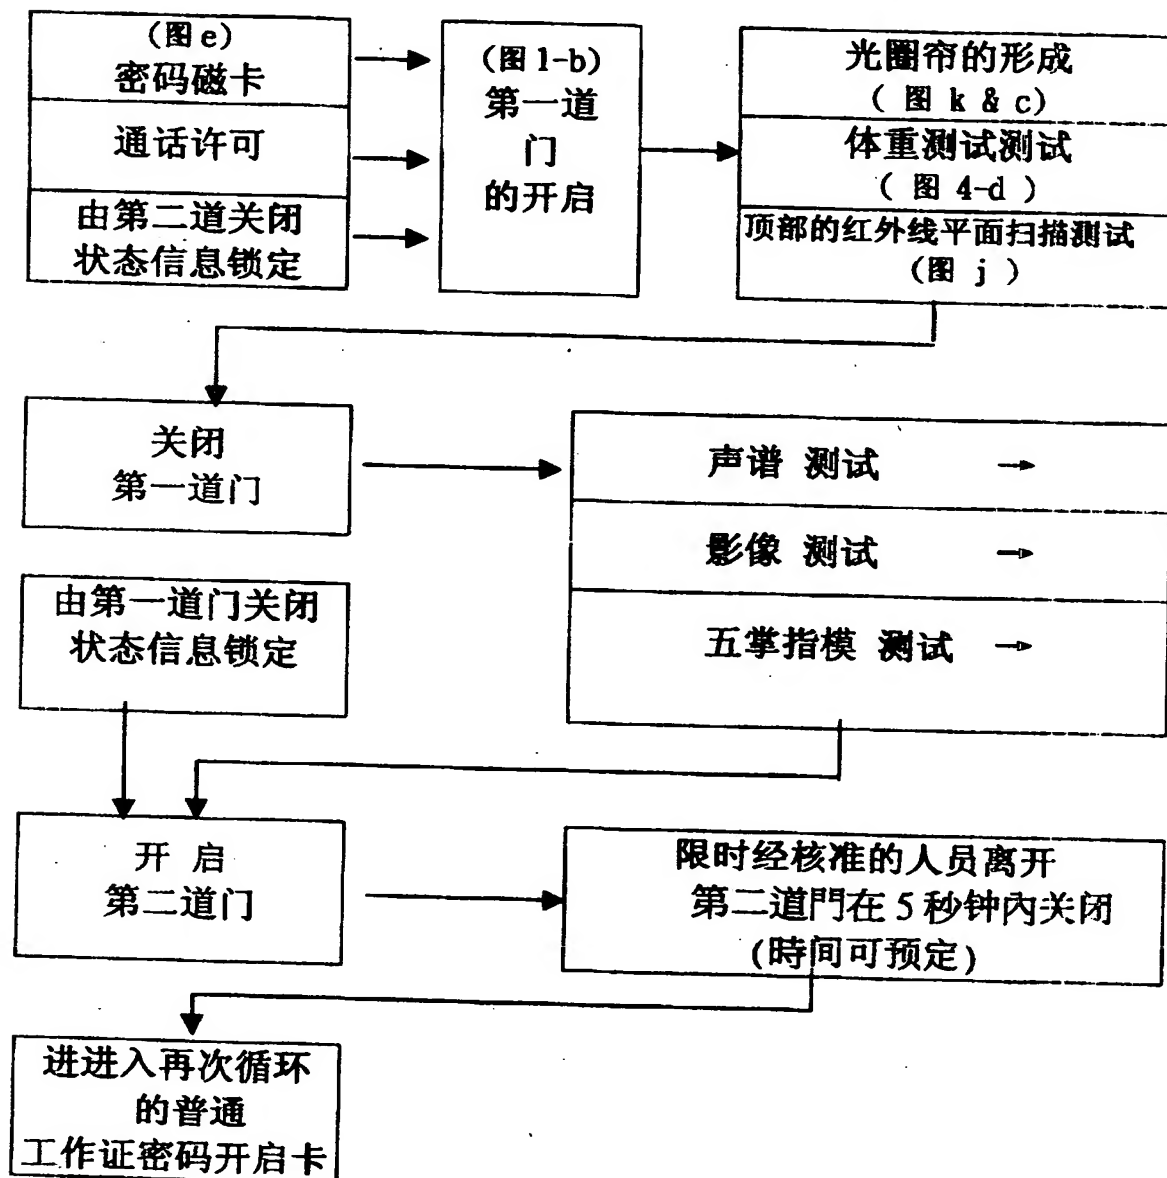 (图 e)
密码磁卡
通话许可
由第二道关闭
状态信息锁定
(图 1-b)
第一道
门
的开启
光圈帘的形成
( 图 k & c)
体重测试测试
( 图 4-d )
顶部的红外线平面扫描测试
(图 j )
关闭
第一道门
声谱 测试 →
影像 测试 →
五掌指模 测试 →
由第一道门关闭
状态信息锁定
开 启
第二道门
限时经核准的人员离开
第二道門在 5 秒钟內关闭
(時间可预定)
进进入再次循环
的普通
工作证密码开启卡